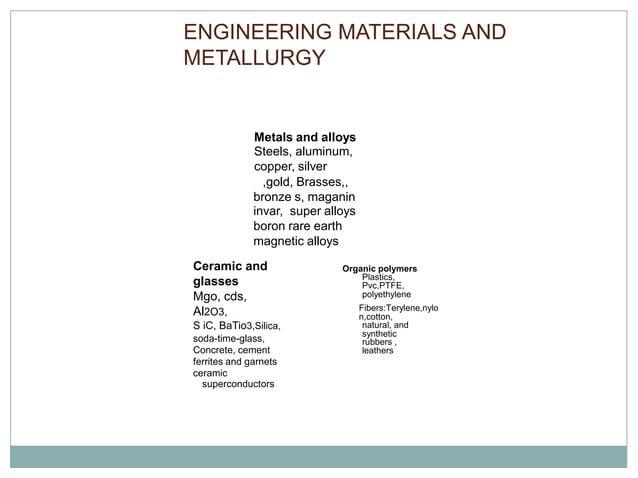 ENGINEERING MATERIALS AND
METALLURGY
Metals and alloys
Steels, aluminum,
copper, silver
,gold, Brasses,,
bronze s, maganin
invar, super alloys
boron rare earth
magnetic alloys
Ceramic and
glasses
Mgo, cds,
Al2O3,
S iC, BaTio3,Silica,
soda-time-glass,
Concrete, cement
ferrites and garnets
ceramic
superconductors
Organic polymers
Plastics,
Pvc,PTFE,
polyethylene
Fibers:Terylene,nylo
n,cotton,
natural, and
synthetic
rubbers ,
leathers